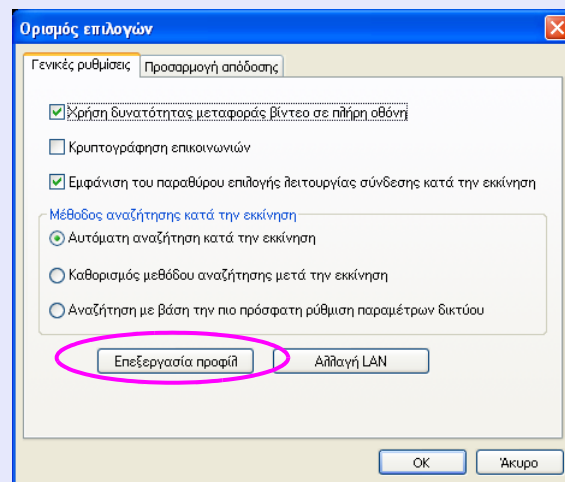 Ορισμός επιλογών
Γενικές ρυθμίσεις Προσαρμογή απόδοσης
Χρήση δυνατότητας μεταφοράς βίντεο σε πλήρη οθόνη
Κρυπτογράφηση επικοινωνιών
Εμφάνιση του παραθύρου επιλογής λειτουργίας σύνδεσης κατά την εκκίνηση
Μέθοδος αναζήτησης κατά την εκκίνηση
Αυτόματη αναζήτηση κατά την εκκίνηση
Καθορισμός μεθόδου αναζήτησης μετά την εκκίνηση
Αναζήτηση με βάση την πιο πρόσφατη ρύθμιση παραμέτρων δικτύου
Επεξεργασία προφίλ Αλλαγή LAN
OK Άκυρο